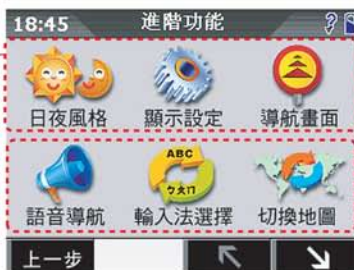 18:45 進階功能 ?
日夜風格 顯示設定 導航畫面
ABC
ㄅㄆㄇ
語音導航 輸入法選擇 切換地圖
上一步